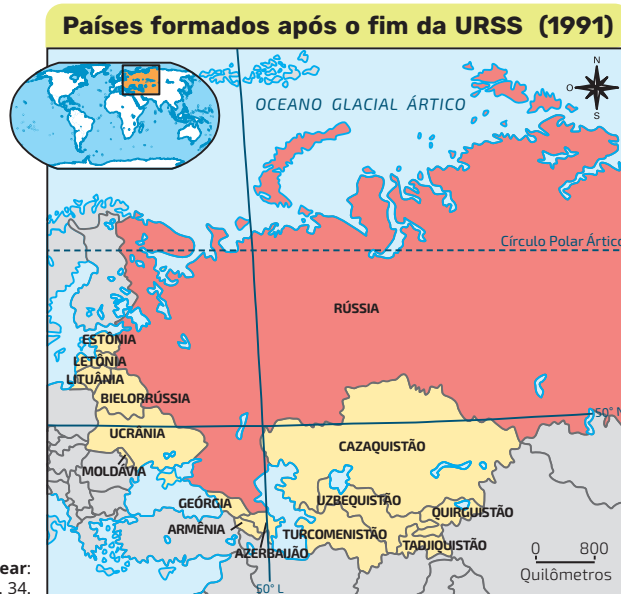 Países formados após o fim da URSS (1991)
N
O
S
OCEANO GLACIAL ÁRTICO
Círculo Polar Ártico
RÚSSIA
ESTÔNIA
LETÔNIA
LITUÂNIA
BIELORRÚSSIA
50° N
UCRÂNIA
CAZAQUISTÃO
MOLDÁVIA
GEÓRGIA
UZBEQUISTÃO
QUIRGUISTÃO
ARMÊNIA
TURCOMENISTÃO
TADJIQUISTÃO
AZERBAIJÃO
0 800
Quilômetros
ear:
. 34.
50° L